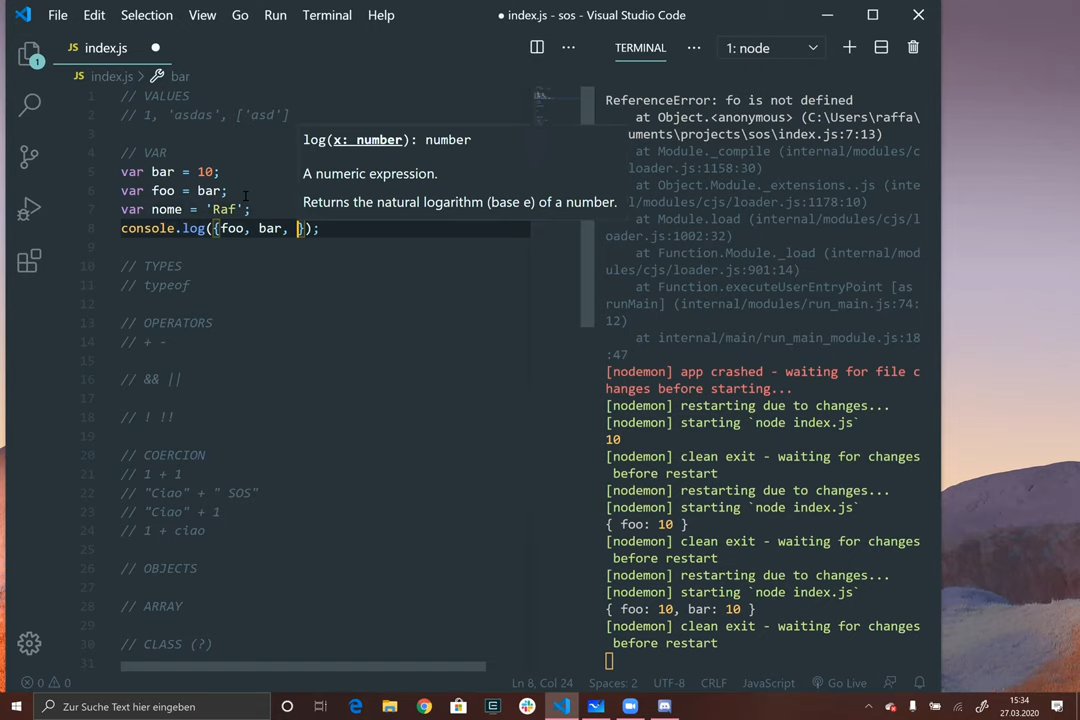 File Edit Selection View Go Run Terminal Help ● index.js - sos - Visual Studio Code
JS index.js
TERMINAL ··· 1: node
JS index.js > bar
1 // VALUES
2 // 1, 'asdas', ['asd']
3
4 // VAR
5 var bar = 10;
6 var foo = bar;
7 var nome = 'Raf';
8 console.log({foo, bar, });
9
10 // TYPES
11 // typeof
12
13 // OPERATORS
14 // + -
15
16 // && ||
17
18 // ! !!
19
20 // COERCION
21 // 1 + 1
22 // "Ciao" + " SOS"
23 // "Ciao" + 1
24 // 1 + ciao
25
26 // OBJECTS
27
28 // ARRAY
29
30 // CLASS (?)
31
log(x: number): number
A numeric expression.
Returns the natural logarithm (base e) of a number.
ReferenceError: fo is not defined
at Object.<anonymous> (C:\Users\raffa\
uments\projects\sos\index.js:7:13)
at Module._compile (internal/modules/c
loader.js:1158:30)
at Object.Module._extensions..js (inte
modules/cjs/loader.js:1178:10)
at Module.load (internal/modules/cjs/l
oader.js:1002:32)
at Function.Module._load (internal/mod
ules/cjs/loader.js:901:14)
at Function.executeUserEntryPoint [as
runMain] (internal/modules/run_main.js:74:
12)
at internal/main/run_main_module.js:18
:47
[nodemon] app crashed - waiting for file c
hanges before starting...
[nodemon] restarting due to changes...
[nodemon] starting `node index.js`
10
[nodemon] clean exit - waiting for changes
before restart
[nodemon] restarting due to changes...
[nodemon] starting `node index.js`
{ foo: 10 }
[nodemon] clean exit - waiting for changes
before restart
[nodemon] restarting due to changes...
[nodemon] starting `node index.js`
{ foo: 10, bar: 10 }
[nodemon] clean exit - waiting for changes
before restart
0 0 Ln 8, Col 24 Spaces: 2 UTF-8 CRLF JavaScript Go Live
Zur Suche Text hier eingeben
15:34
27.03.2020